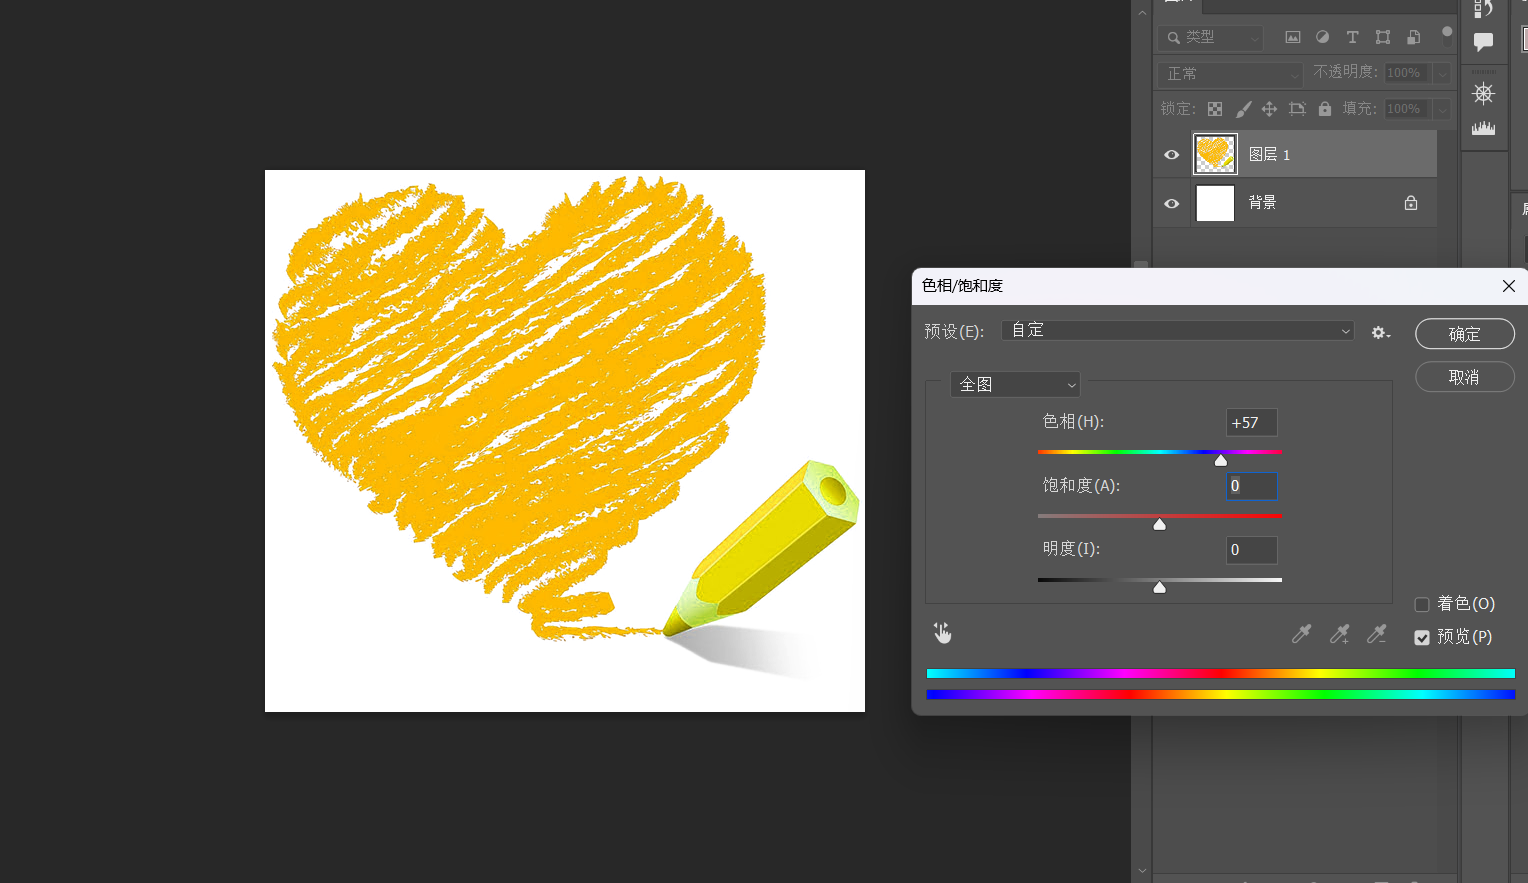 类型
正常
不透明度: 100%
锁定:
填充: 100%
图层 1
背景
色相/饱和度
预设(E): 自定
确定
取消
全图
色相(H): +57
饱和度(A): 0
明度(I): 0
着色(O)
预览(P)